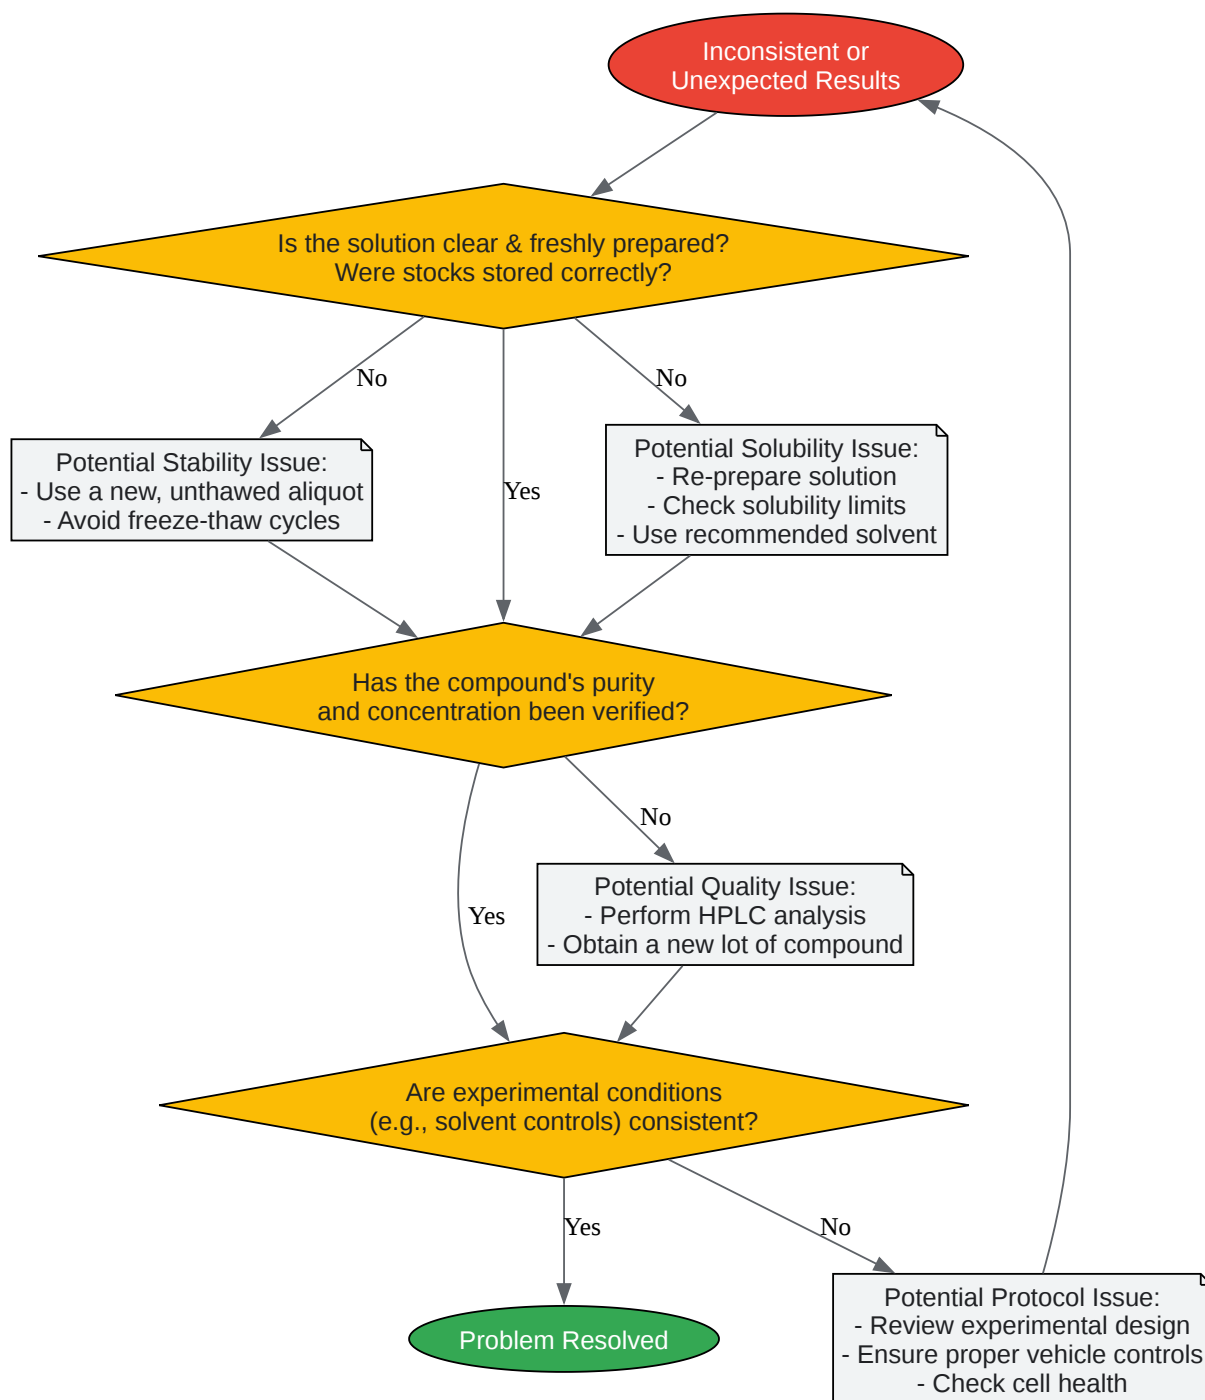 Inconsistent or
Unexpected Results
Is the solution clear & freshly prepared?
Were stocks stored correctly?
No
No
Yes
Potential Stability Issue:
- Use a new, unthawed aliquot
- Avoid freeze-thaw cycles
Potential Solubility Issue:
- Re-prepare solution
- Check solubility limits
- Use recommended solvent
Has the compound's purity
and concentration been verified?
No
Yes
Potential Quality Issue:
- Perform HPLC analysis
- Obtain a new lot of compound
Are experimental conditions
(e.g., solvent controls) consistent?
Yes
No
Problem Resolved
Potential Protocol Issue:
- Review experimental design
- Ensure proper vehicle controls
- Check cell health